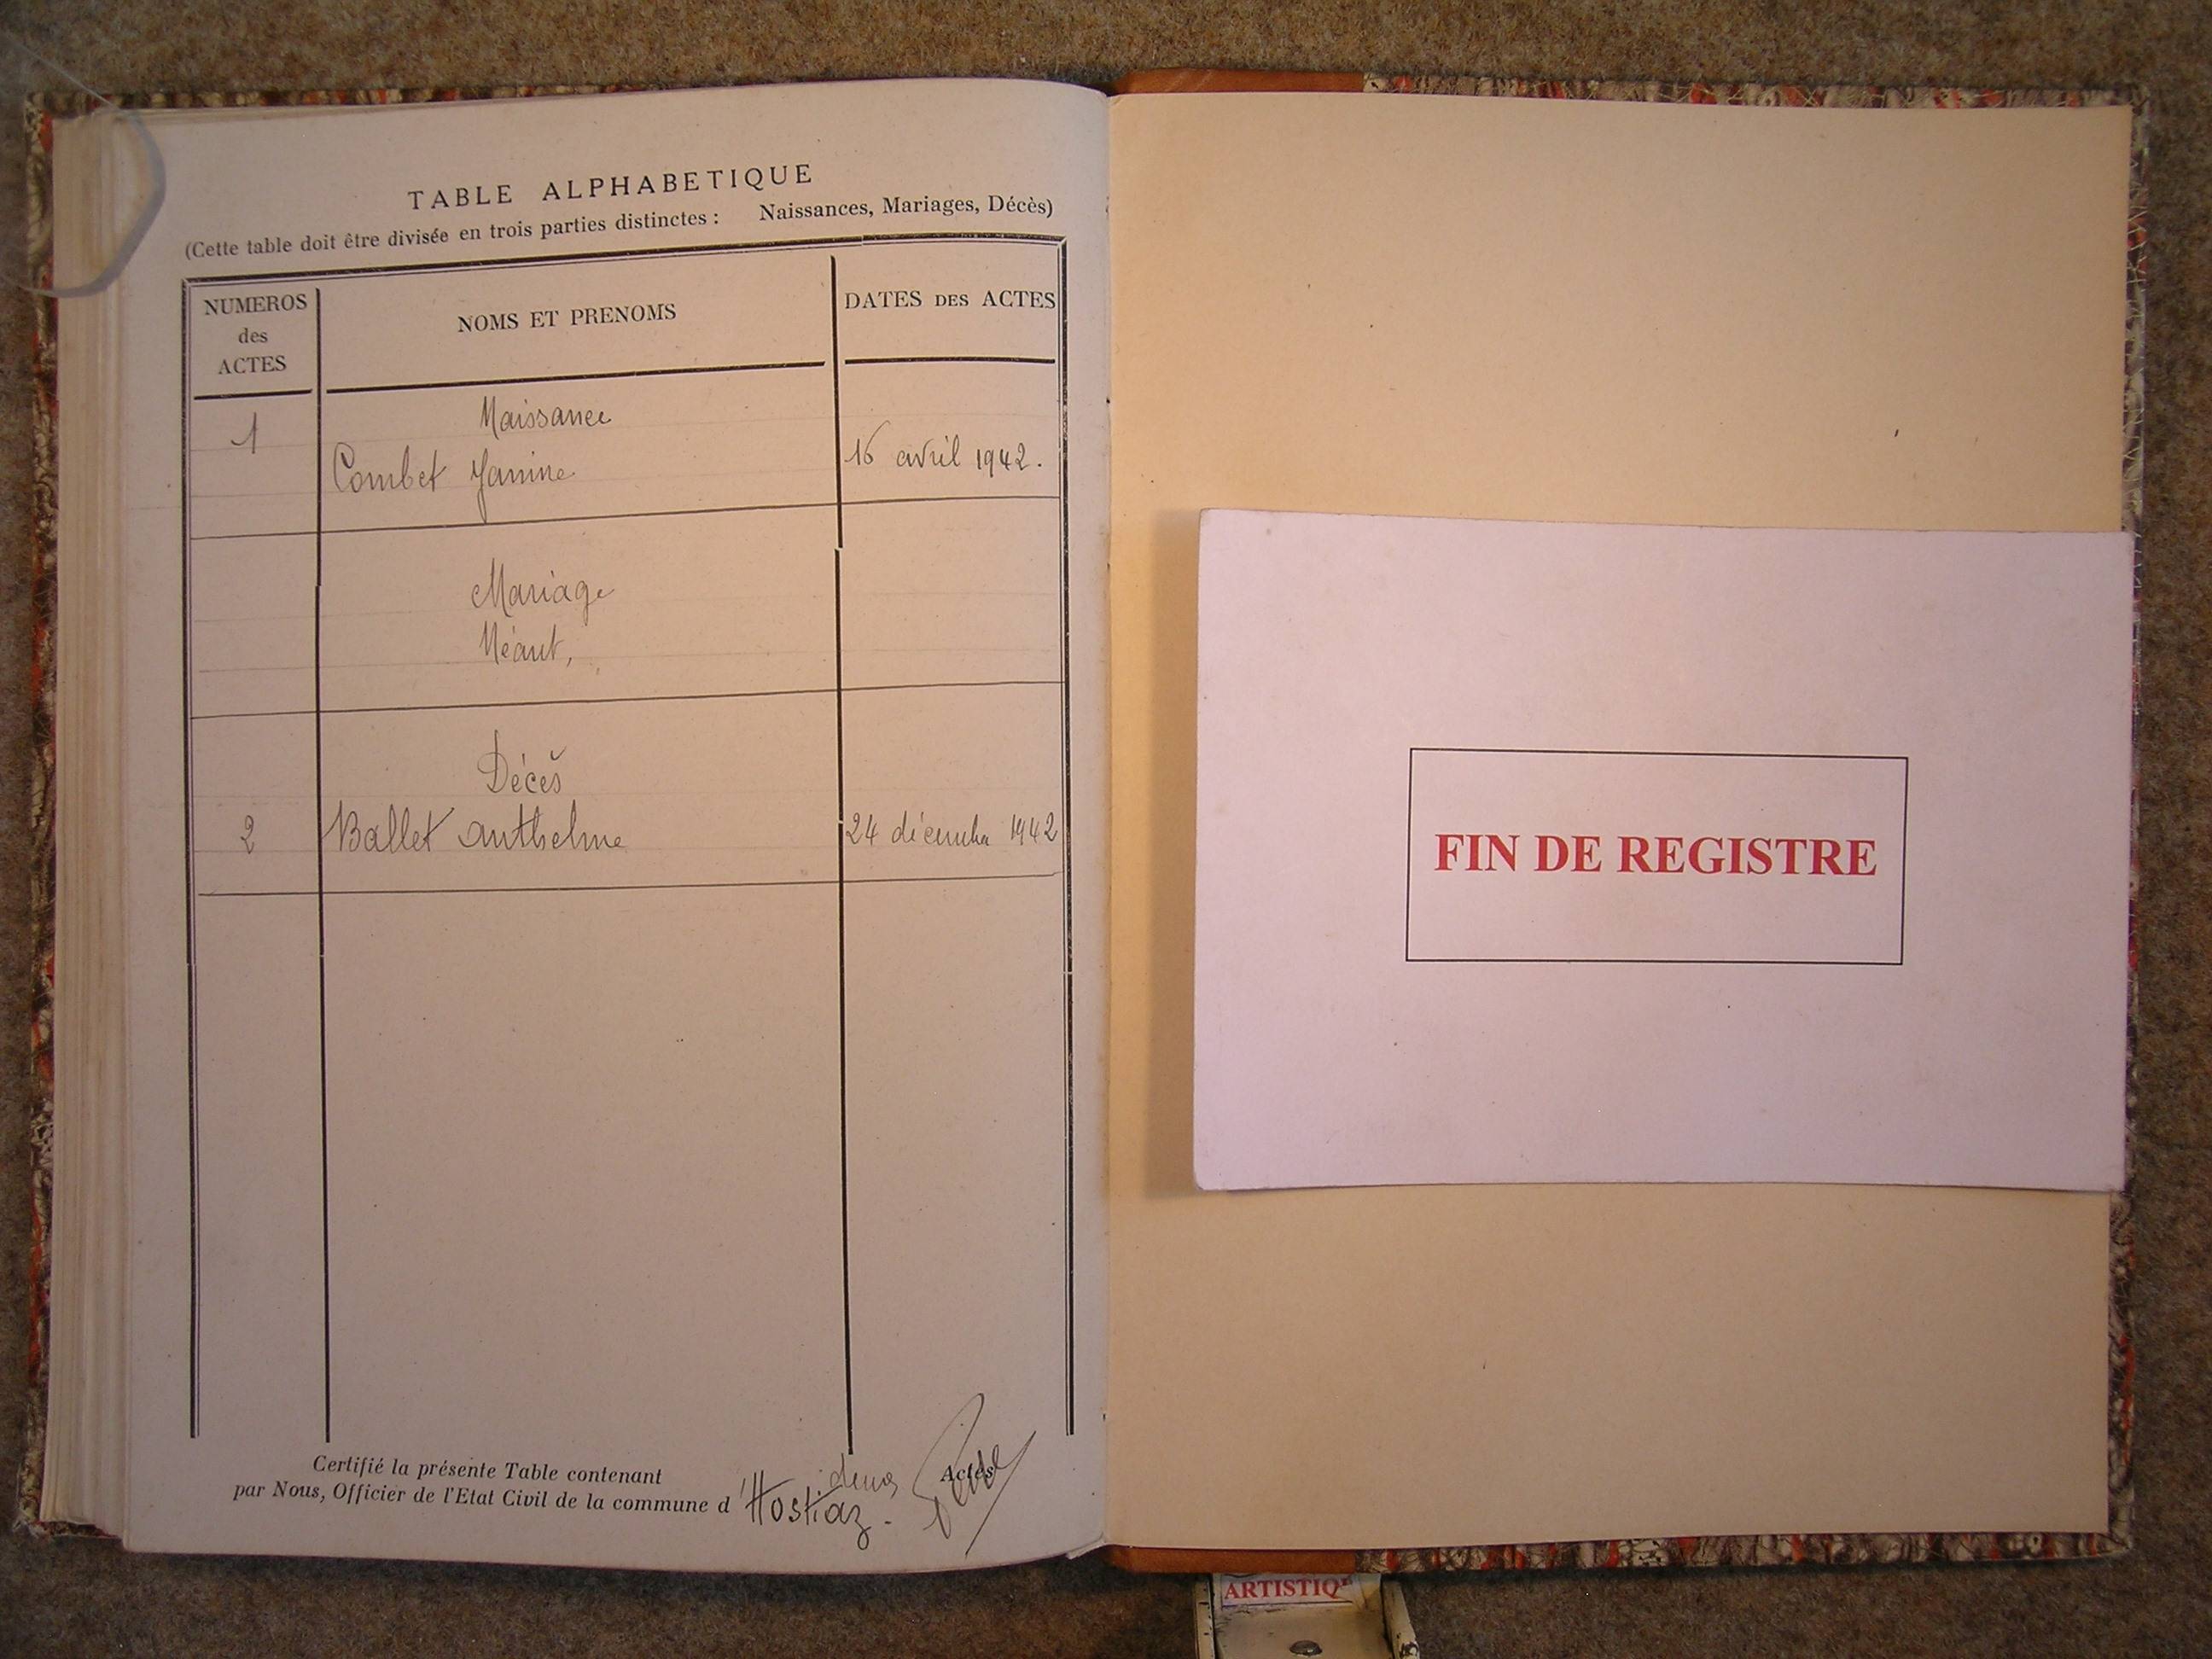 TABLE ALPHABETIQUE
(Cette table doit être divisée en trois parties distinctes : Naissances, Mariages, Décès)
NUMEROS
des
ACTES
NOMS ET PRENOMS
DATES DES ACTES
Naissance
1
Combet Janine
16 avril 1942.
Mariage
Néant,
Décès
2
Ballet Anthelme
24 décembre 1942
Certifié la présente Table contenant deux Actes
par Nous, Officier de l'Etat Civil de la commune d'Hostiaz.
FIN DE REGISTRE
ARTISTIQ